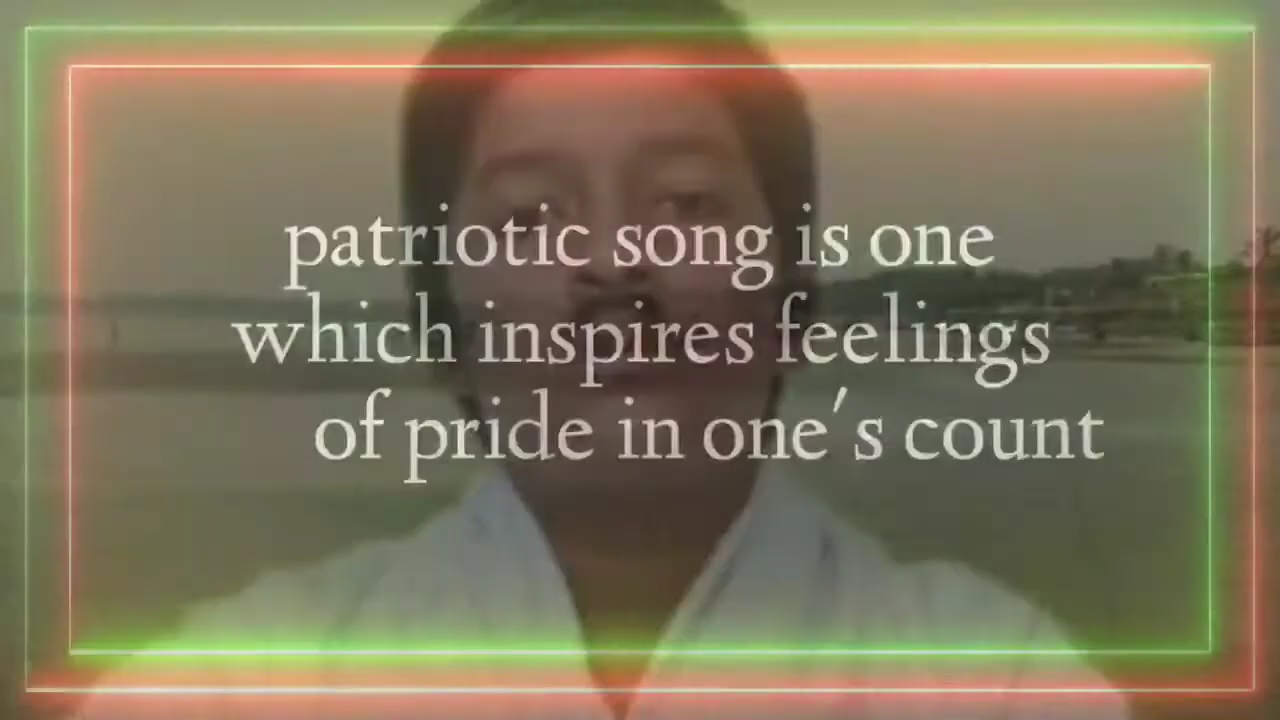 patriotic song is one
which inspires feelings
of pride in one's count